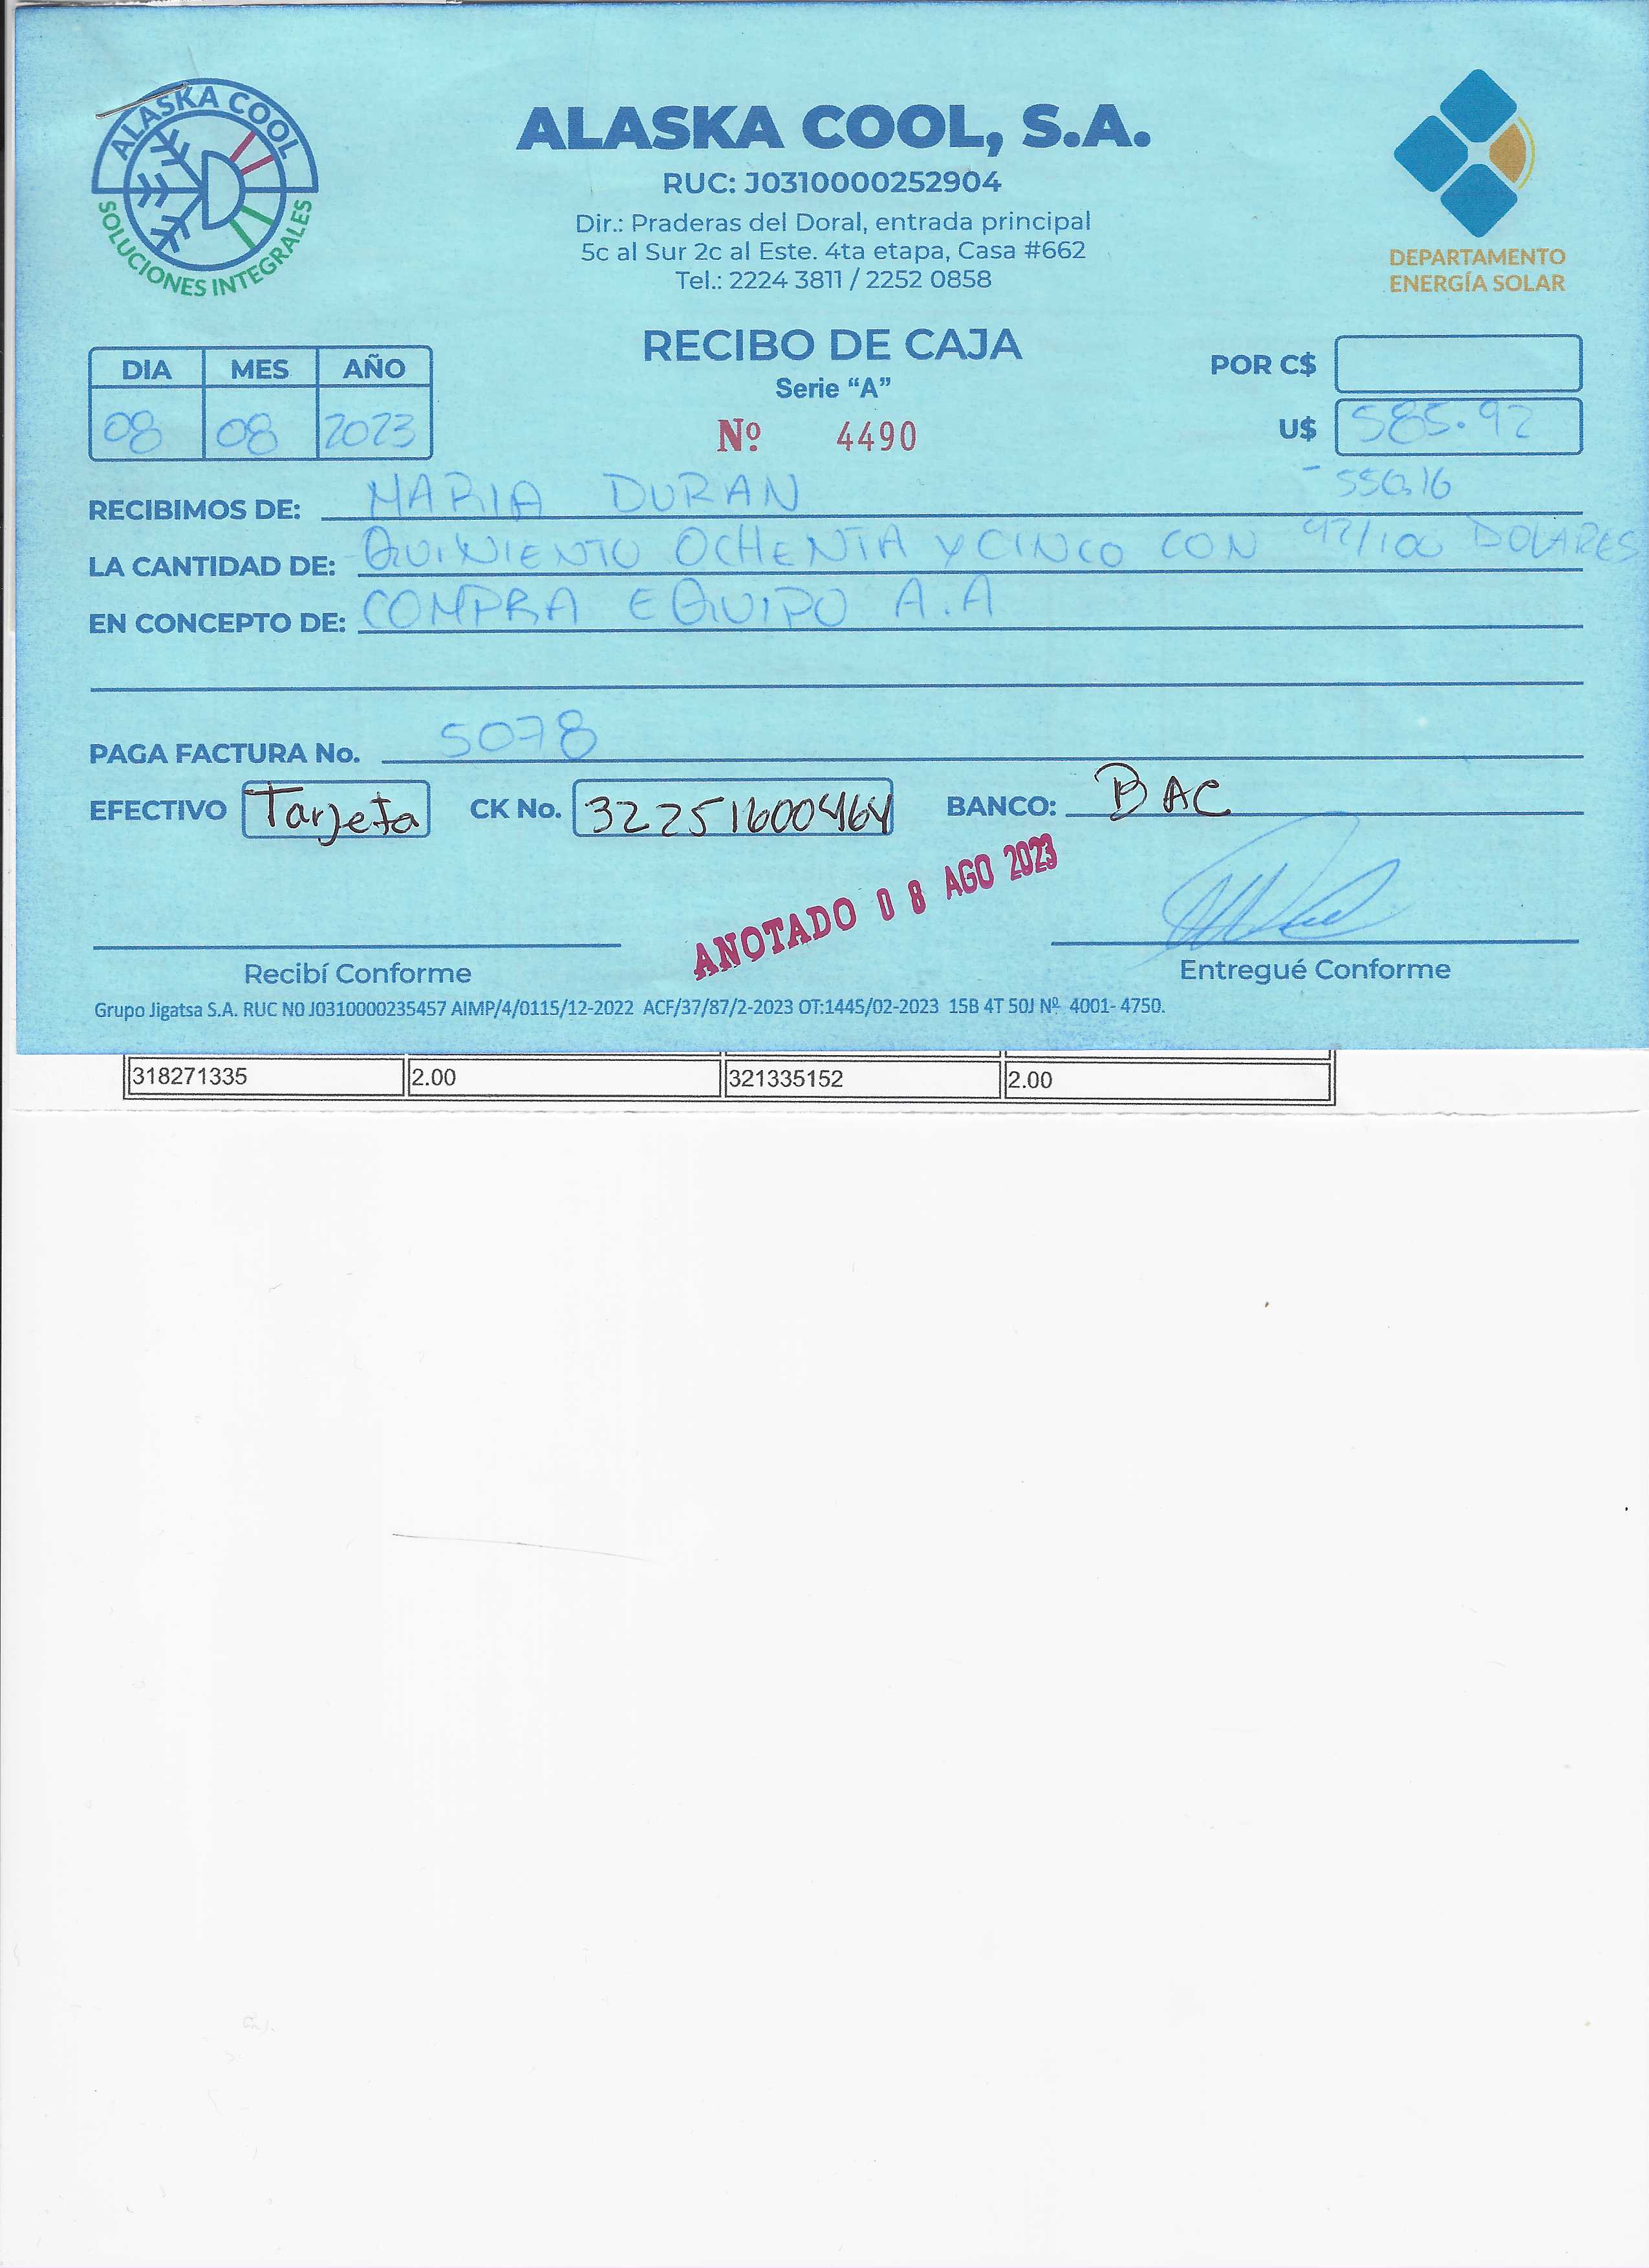 ALASKA COOL
SOLUCIONES INTEGRALES
ALASKA COOL, S.A.
RUC: J0310000252904
Dir.: Praderas del Doral, entrada principal
5c al Sur 2c al Este. 4ta etapa, Casa #662
Tel.: 2224 3811 / 2252 0858
DEPARTAMENTO
ENERGÍA SOLAR
RECIBO DE CAJA
Serie "A"
Nº 4490
DIA MES AÑO
08 08 2023
POR C$
U$ 585.92
- 550.16
RECIBIMOS DE: MARIA DURAN
LA CANTIDAD DE: QUINIENTO OCHENTA Y CINCO CON 92/100 DOLARES
EN CONCEPTO DE: COMPRA EQUIPO A.A
PAGA FACTURA No. 5078
EFECTIVO Tarjeta CK No. 322516004 64 BANCO: BAC
ANOTADO 08 AGO 2023
Recibí Conforme
Entregué Conforme
Grupo Jigatsa S.A. RUC N0 J0310000235457 AIMP/4/0115/12-2022 ACF/37/87/2-2023 OT:1445/02-2023 15B 4T 50J Nº 4001- 4750.
318271335 2.00 321335152 2.00